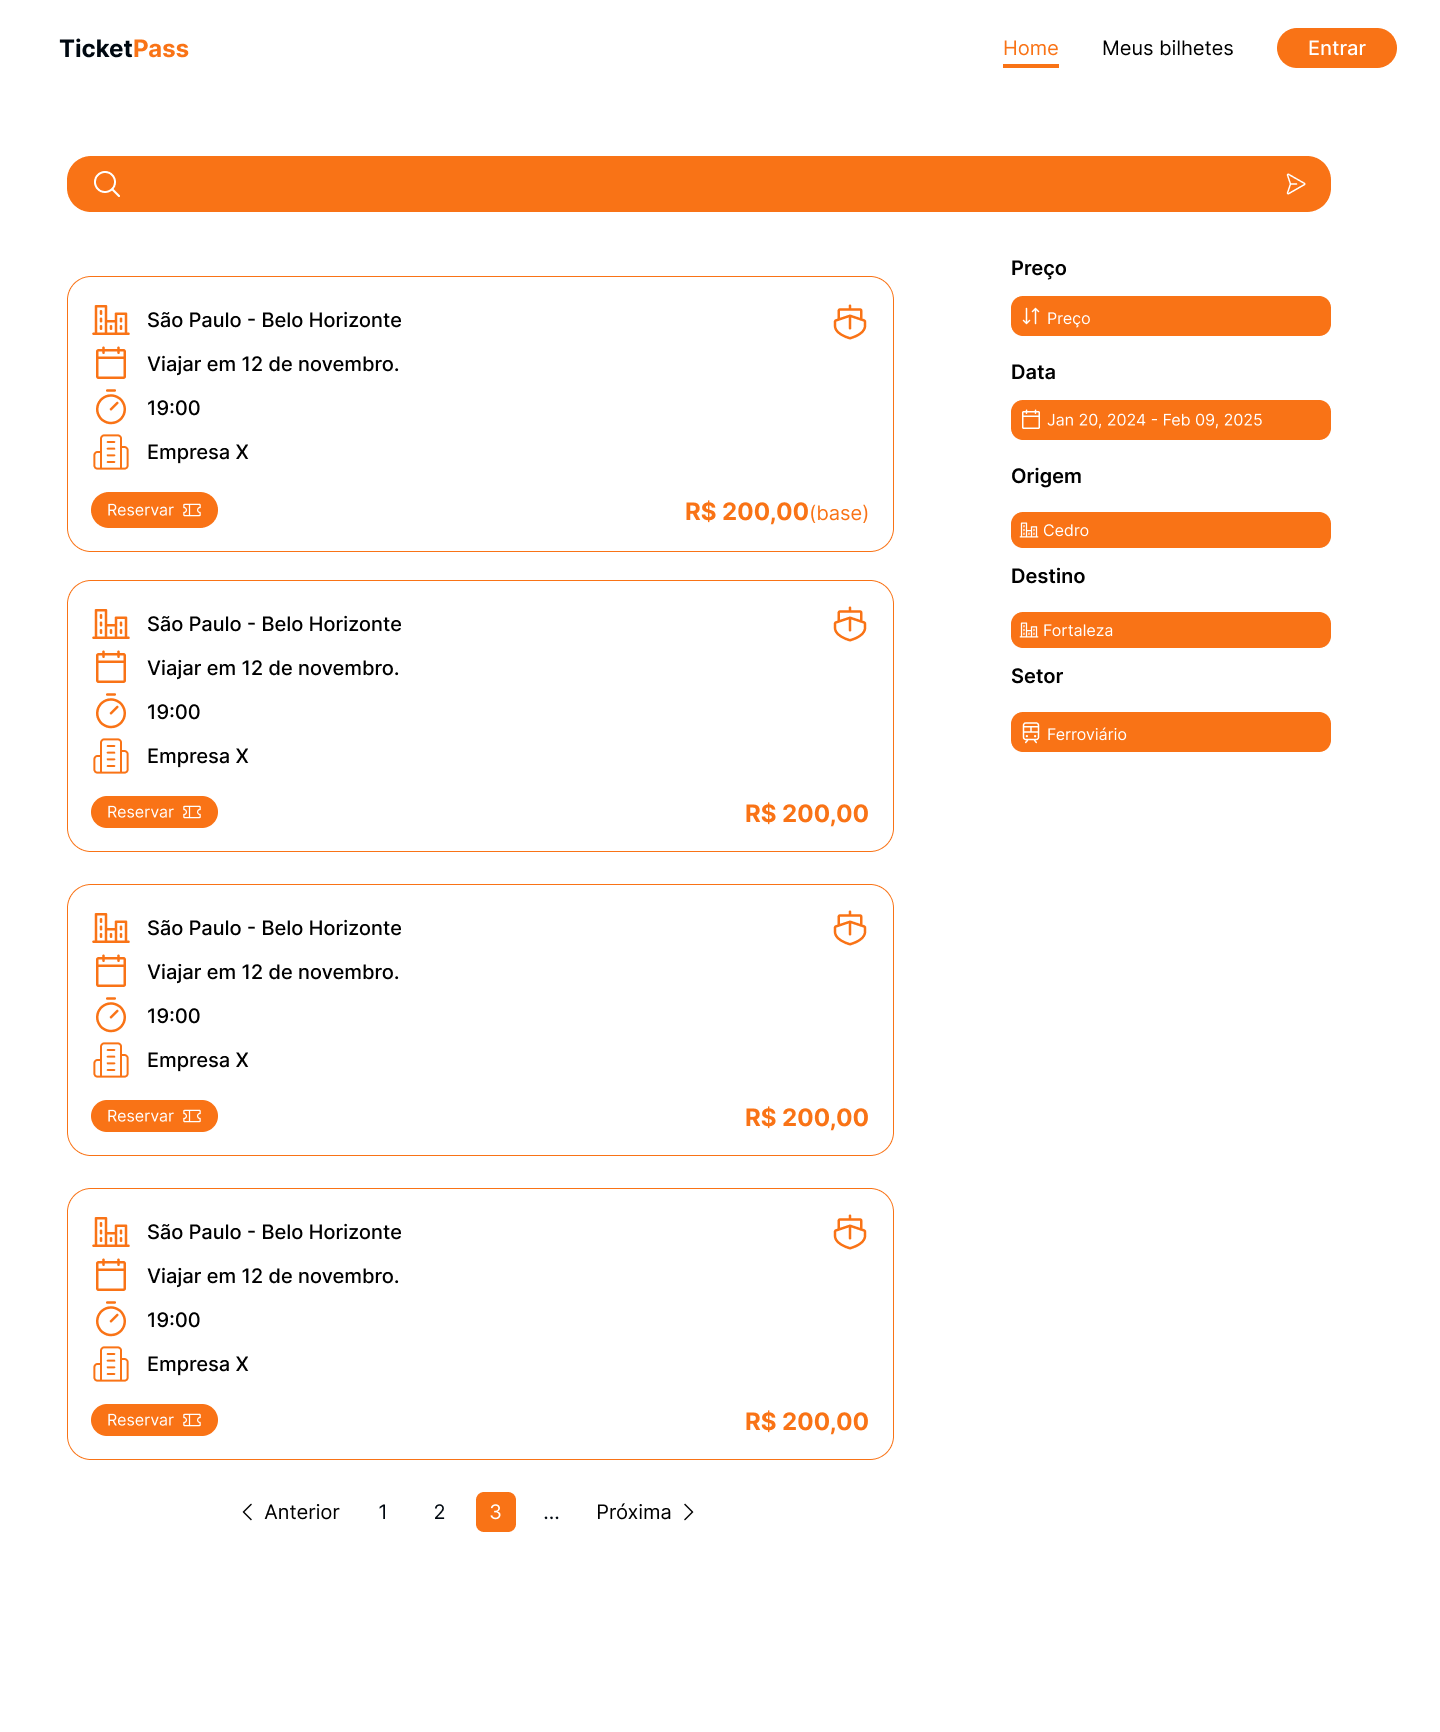 TicketPass
Home
Meus bilhetes
Entrar
São Paulo - Belo Horizonte
Viajar em 12 de novembro.
19:00
Empresa X
Reservar
R$ 200,00(base)
São Paulo - Belo Horizonte
Viajar em 12 de novembro.
19:00
Empresa X
Reservar
R$ 200,00
São Paulo - Belo Horizonte
Viajar em 12 de novembro.
19:00
Empresa X
Reservar
R$ 200,00
São Paulo - Belo Horizonte
Viajar em 12 de novembro.
19:00
Empresa X
Reservar
R$ 200,00
Anterior 1 2 3 ... Próxima
Preço
Preço
Data
Jan 20, 2024 - Feb 09, 2025
Origem
Cedro
Destino
Fortaleza
Setor
Ferroviário